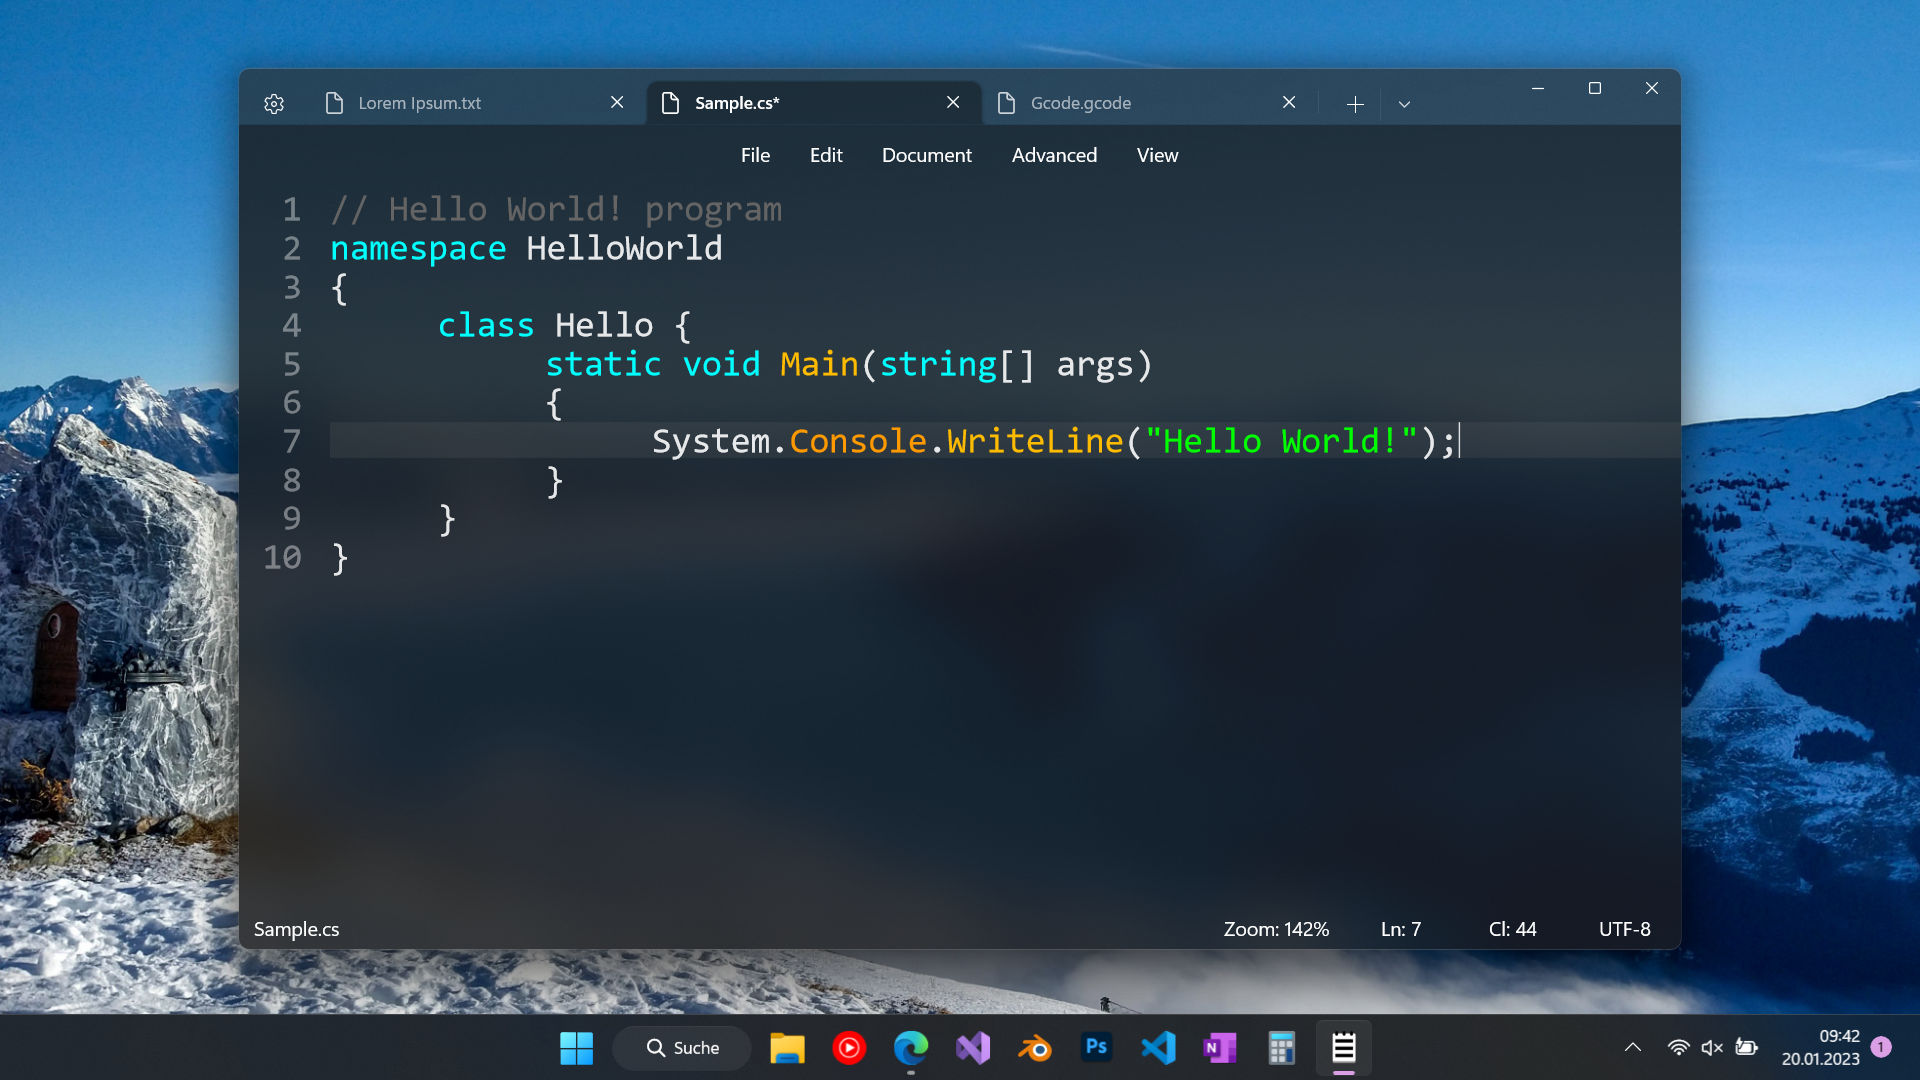 Lorem Ipsum.txt
Sample.cs*
Gcode.gcode
File Edit Document Advanced View
1 // Hello World! program
2 namespace HelloWorld
3 {
4 class Hello {
5 static void Main(string[] args)
6 {
7 System.Console.WriteLine("Hello World!");
8 }
9 }
10 }
Sample.cs Zoom: 142% Ln: 7 Cl: 44 UTF-8
Suche
Ps
N
09:42
20.01.2023
1